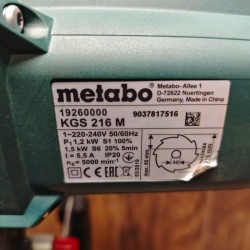 metabo
Metabo- Allee 1
D-72622 Nuertingen
Germany, Made in China
19260000
9037817516
KGS 216 M
1~220-240V 50/60Hz
P₁ 1,2 kW S1 100%
1,5 kW S6 20% 5min
I = 5,5 A IP20
n₀ = 5000 min⁻¹